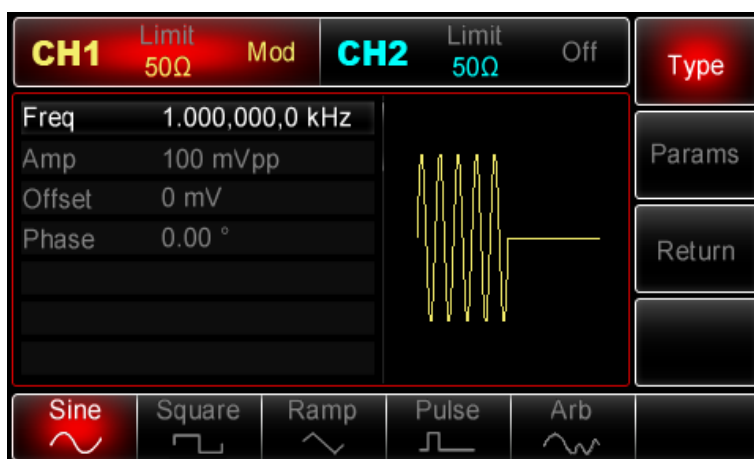 CH1 Limit 50Ω Mod CH2 Limit 50Ω Off Type
Freq 1.000,000,0 kHz
Amp 100 mVpp
Params
Offset 0 mV
Phase 0.00 °
Return
Sine Square Ramp Pulse Arb